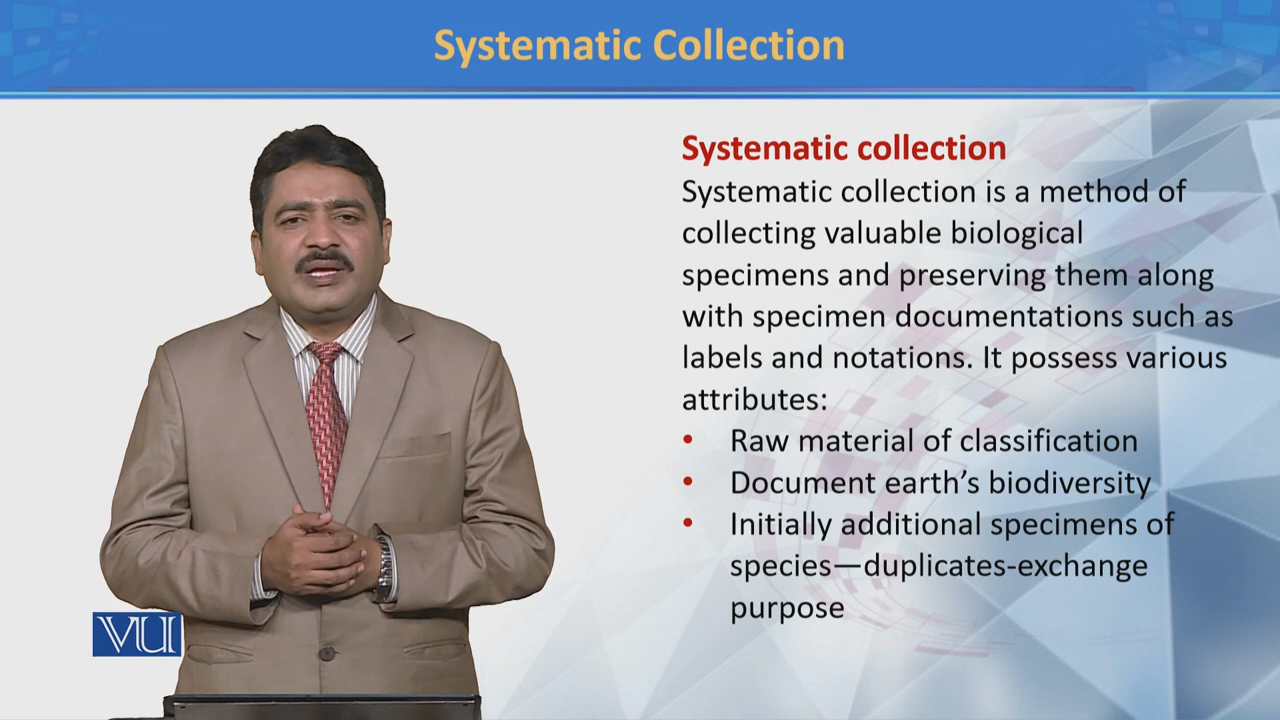 Systematic Collection
Systematic collection
Systematic collection is a method of
collecting valuable biological
specimens and preserving them along
with specimen documentations such as
labels and notations. It possess various
attributes:
• Raw material of classification
• Document earth’s biodiversity
• Initially additional specimens of
species—duplicates-exchange
purpose
VU